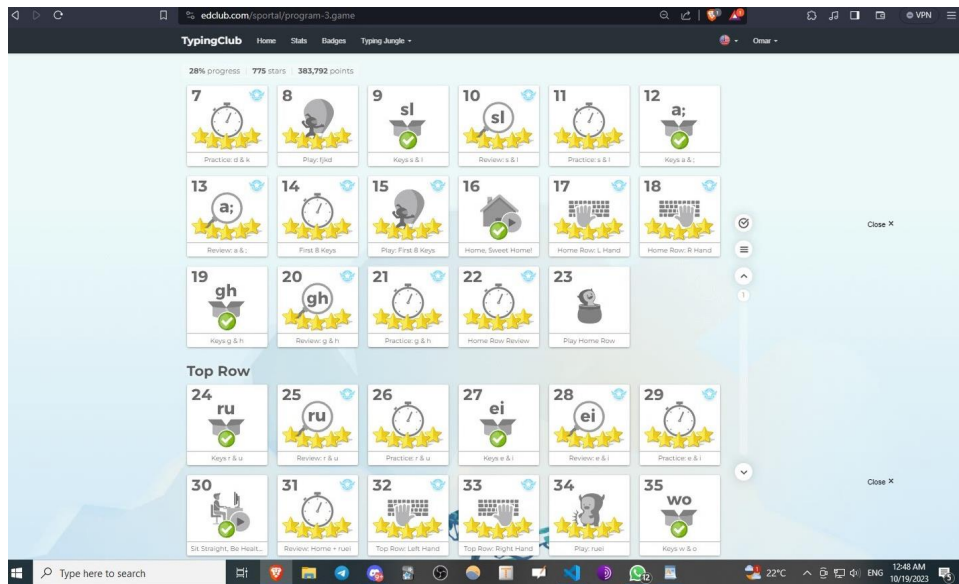 edclub.com/sportal/program-3.game
VPN
TypingClub Home Stats Badges Typing Jungle Omar
28% progress 775 stars 383,792 points
7 8 9 10 11 12
sl sl a;
Practice: d & k Play: fjkd Keys s & l Review: s & l Practice: s & l Keys a & ;
13 14 15 16 17 18
a;
Review: a & ; First 8 Keys Play: First 8 Keys Home, Sweet Home! Home Row: L Hand Home Row: R Hand
Close ×
19 20 21 22 23
gh gh
1
Keys g & h Review: g & h Practice: g & h Home Row Review Play Home Row
Top Row
24 25 26 27 28 29
ru ru ei ei
Keys r & u Review: r & u Practice: r & u Keys e & i Review: e & i Practice: e & i
30 31 32 33 34 35
wo
Close ×
Sit Straight, Be Healt... Review: Home + ruei Top Row: Left Hand Top Row: Right Hand Play: ruei Keys w & o
Type here to search 12 22°C ENG 12:48 AM
10/19/2023